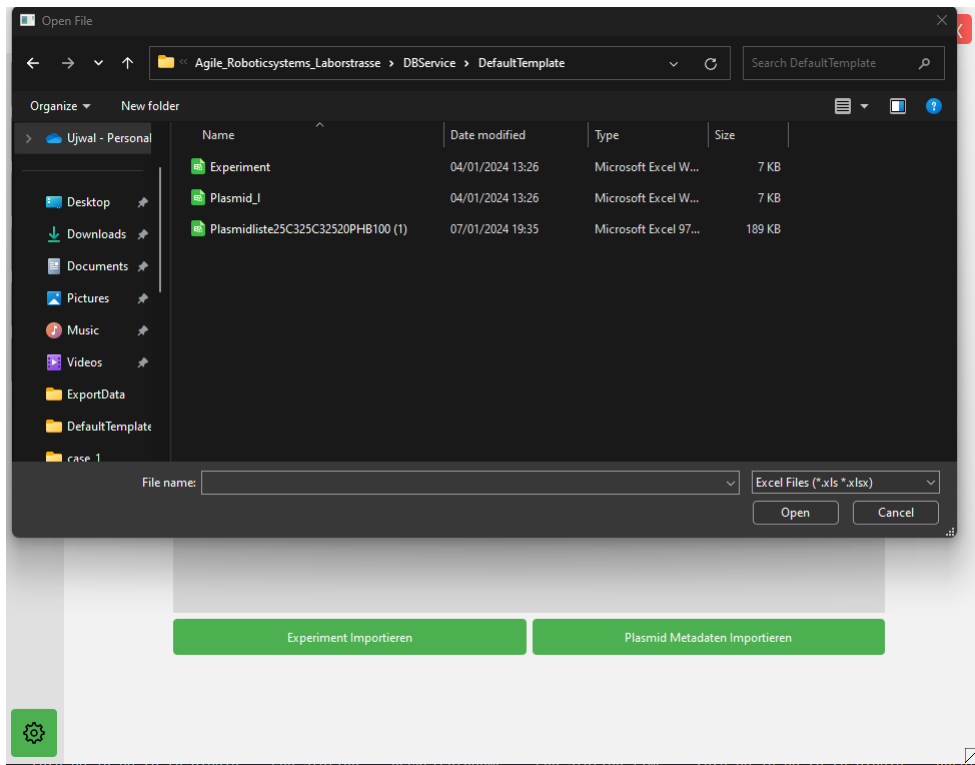 Open File
« Agile_Roboticsystems_Laborstrasse > DBService > DefaultTemplate
Search DefaultTemplate
Organize
New folder
Ujwal - Personal
Desktop
Downloads
Documents
Pictures
Music
Videos
ExportData
DefaultTemplate
case_1
Name Date modified Type Size
Experiment 04/01/2024 13:26 Microsoft Excel W... 7 KB
Plasmid_I 04/01/2024 13:26 Microsoft Excel W... 7 KB
Plasmidliste25C325C32520PHB100 (1) 07/01/2024 19:35 Microsoft Excel 97... 189 KB
File name:
Excel Files (*.xls *.xlsx)
Open Cancel
Experiment Importieren
Plasmid Metadaten Importieren